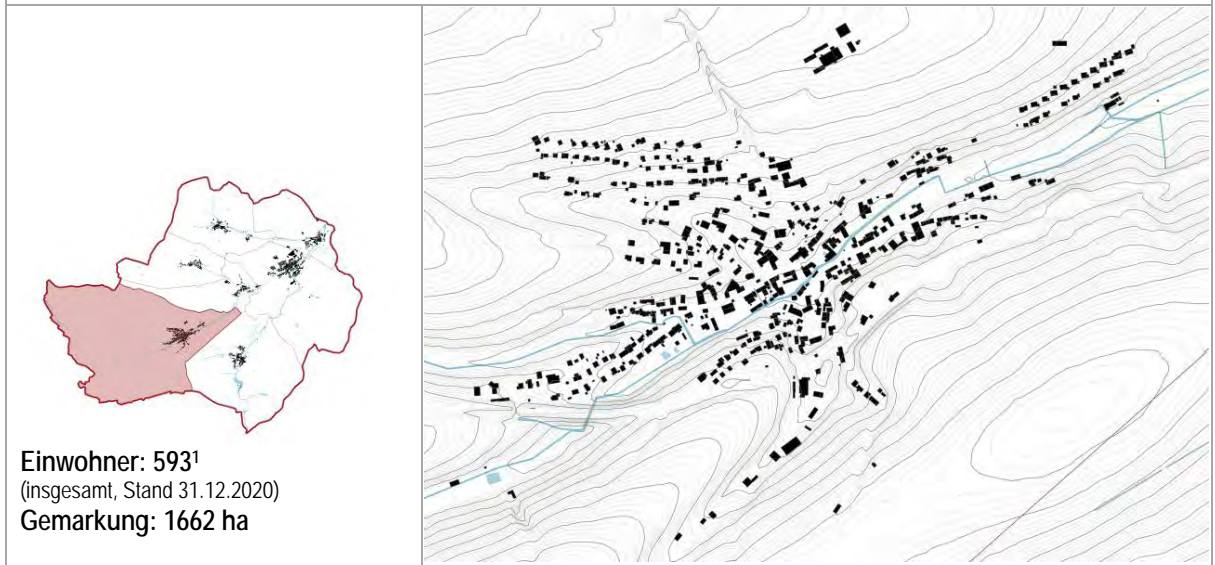 Einwohner: 593¹
(insgesamt, Stand 31.12.2020)
Gemarkung: 1662 ha